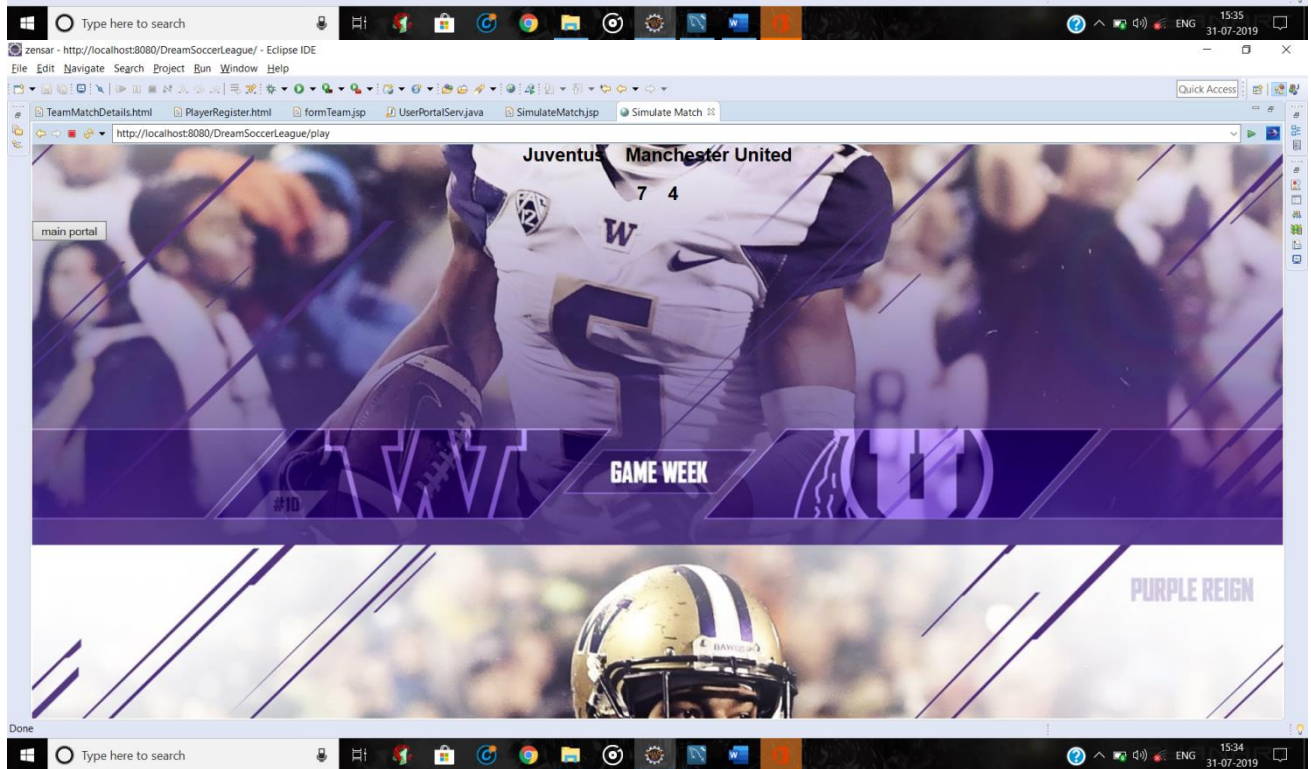 Type here to search
ENG
15:35
31-07-2019
zensar - http://localhost:8080/DreamSoccerLeague/ - Eclipse IDE
File Edit Navigate Search Project Run Window Help
Quick Access
TeamMatchDetails.html PlayerRegister.html formTeam.jsp UserPortalServ.java SimulateMatch.jsp Simulate Match
http://localhost:8080/DreamSoccerLeague/play
Juventus Manchester United
7 4
12
W
main portal
5
W GAME WEEK U
#10
PURPLE REIGN
W
Done
Type here to search
ENG
15:34
31-07-2019